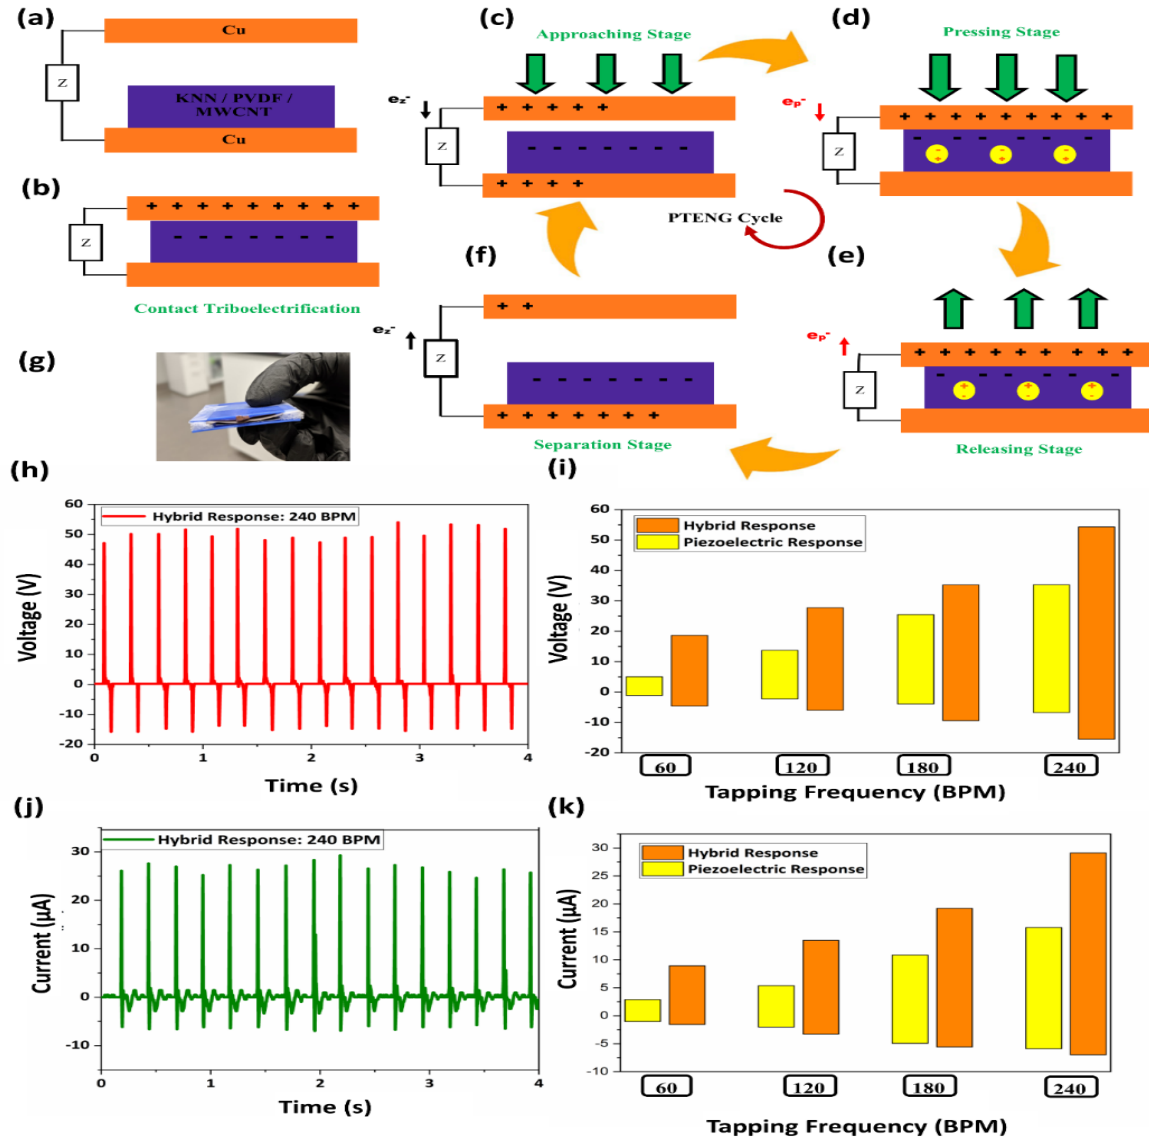 (a)
Cu
Z
KNN / PVDF /
MWCNT
Cu
(b)
+ + + + + + + + +
Z
- - - - - - -
Contact Triboelectrification
(c)
Approaching Stage
e_z^-
+ + + + +
Z
- - - - - - -
+ + + +
(d)
Pressing Stage
e_p^-
+ + + + + + + + +
Z
PTENG Cycle
(e)
e_p^-
+ + + + + + + + +
Z
Releasing Stage
(f)
+ +
e_z^-
Z
- - - - - - -
+ + + + + + +
Separation Stage
(g)
(h)
Hybrid Response: 240 BPM
60
50
40
30
20
10
0
-10
-20
Voltage (V)
0 1 2 3 4
Time (s)
(i)
Hybrid Response
Piezoelectric Response
60
50
40
30
20
10
0
-10
-20
Voltage (V)
60 120 180 240
Tapping Frequency (BPM)
(j)
Hybrid Response: 240 BPM
30
20
10
0
-10
Current (µA)
0 1 2 3 4
Time (s)
(k)
Hybrid Response
Piezoelectric Response
30
25
20
15
10
5
0
-5
-10
Current (µA)
60 120 180 240
Tapping Frequency (BPM)